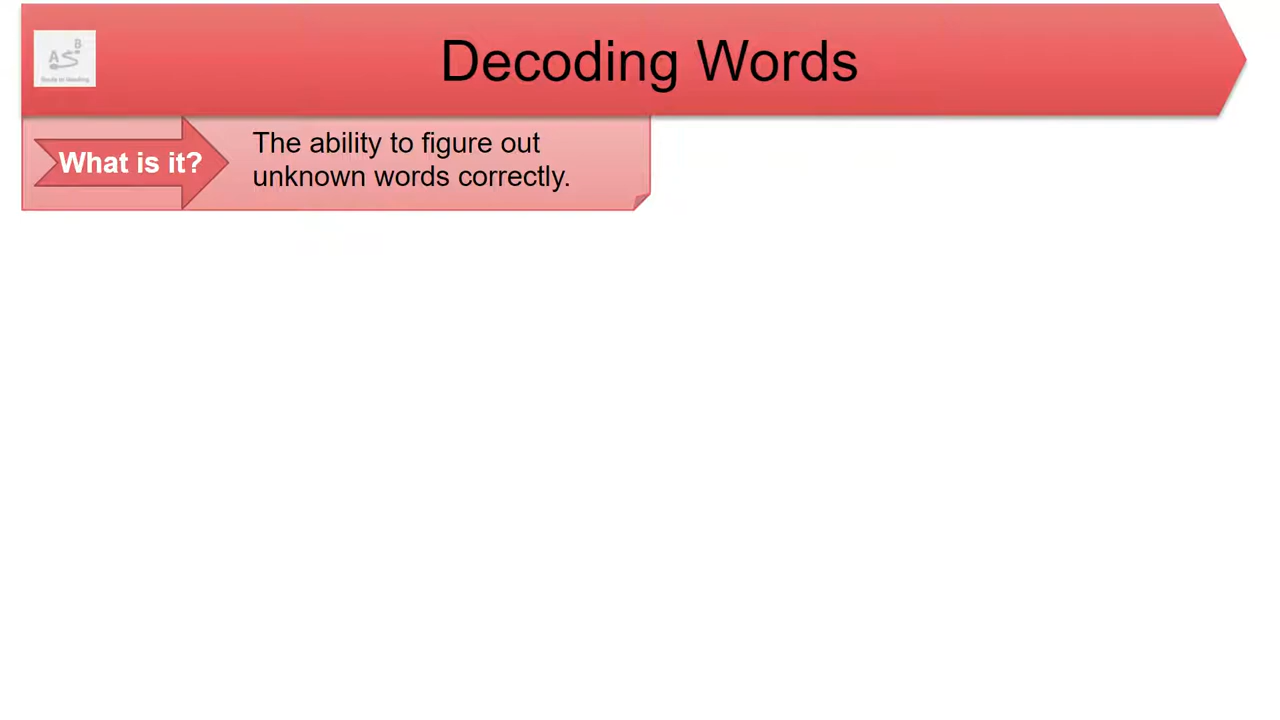 Decoding Words
A B
What is it?
The ability to figure out
unknown words correctly.